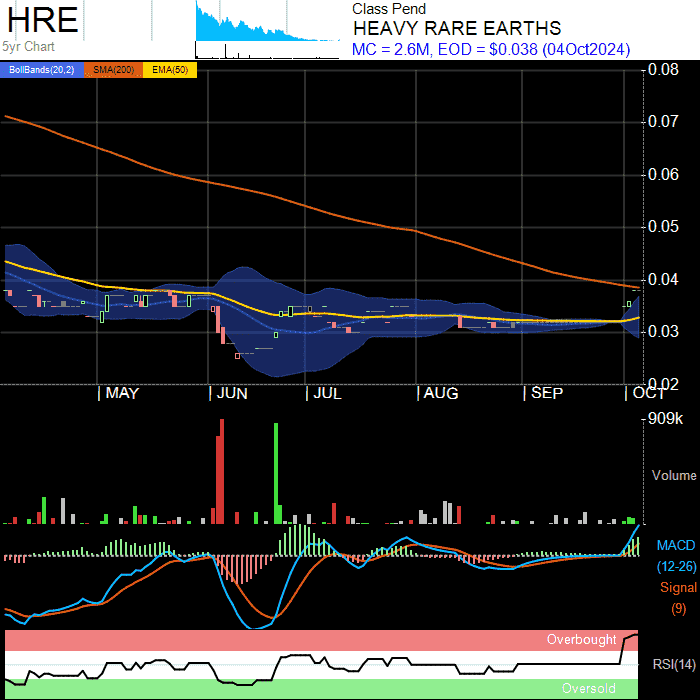 HRE
5yr Chart
Class Pend
HEAVY RARE EARTHS
MC = 2.6M, EOD = $0.038 (04Oct2024)
BollBands(20,2) SMA(200) EMA(50)
0.08
0.07
0.06
0.05
0.04
0.03
0.02
MAY JUN JUL AUG SEP OCT
909k
Volume
MACD
(12-26)
Signal
(9)
Overbought
RSI(14)
Oversold